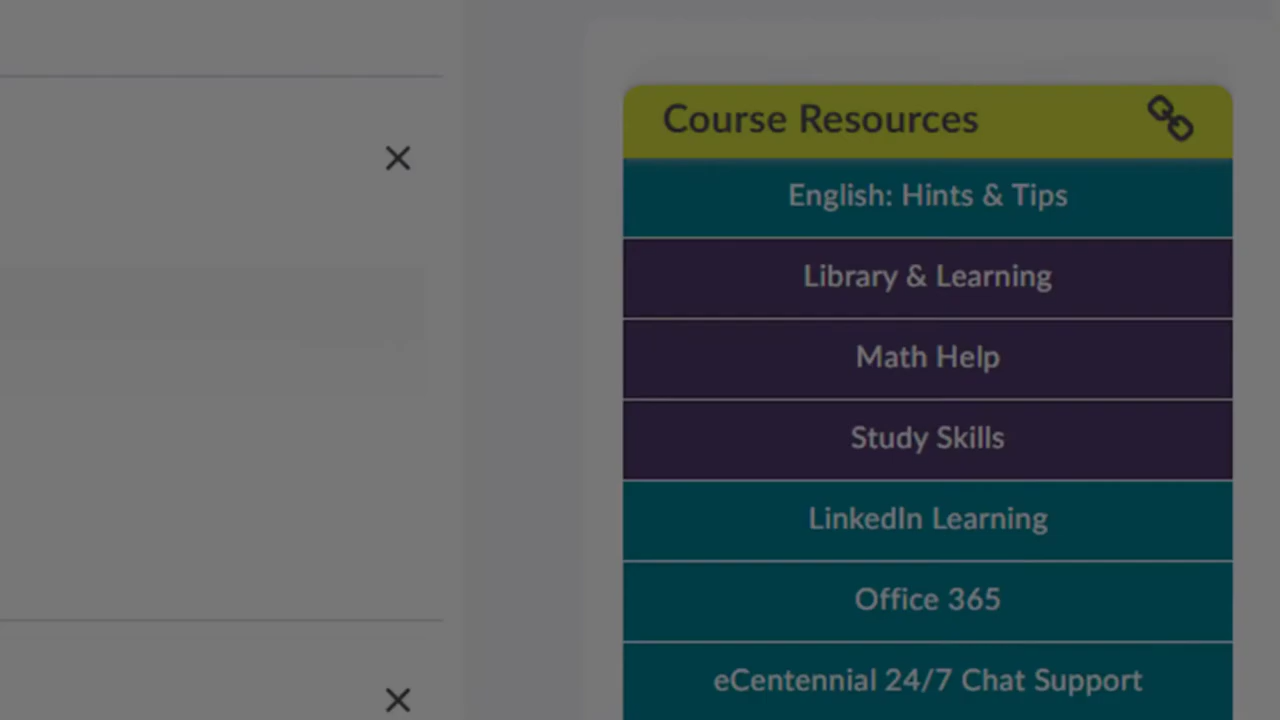 Course Resources
English: Hints & Tips
Library & Learning
Math Help
Study Skills
LinkedIn Learning
Office 365
eCentennial 24/7 Chat Support